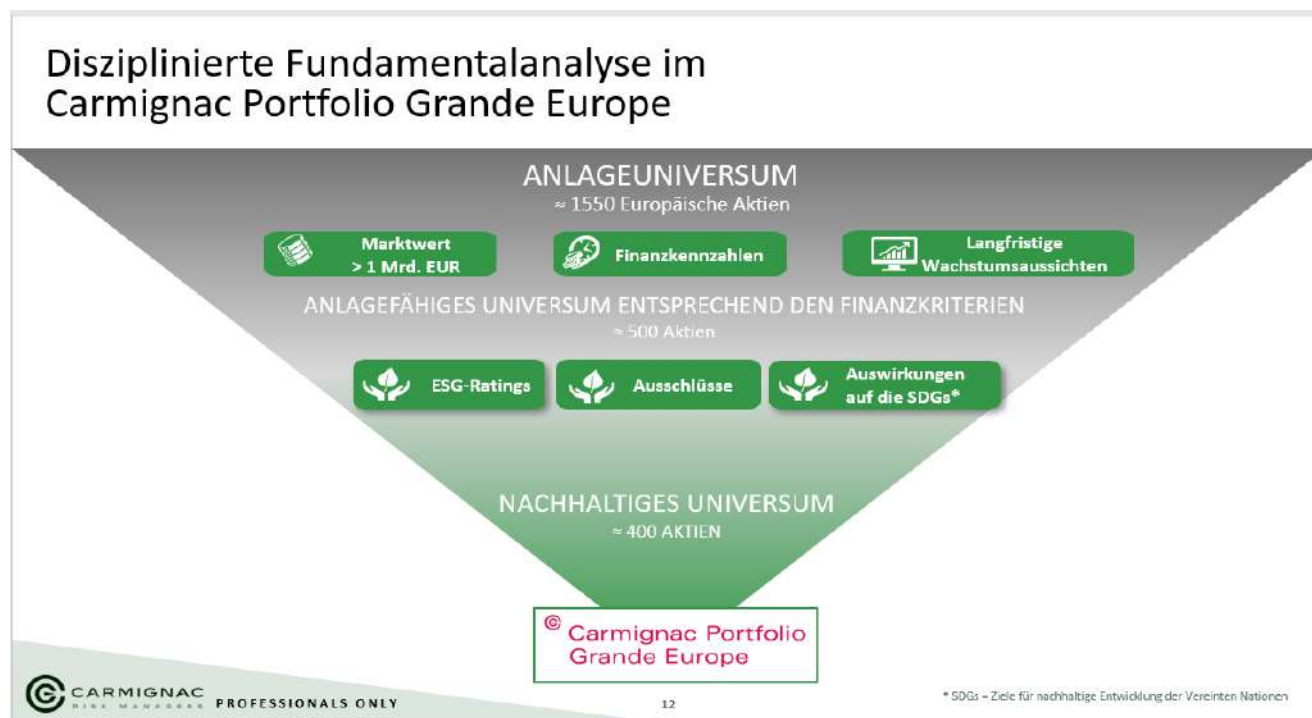 Disziplinierte Fundamentalanalyse im
Carmignac Portfolio Grande Europe
ANLAGEUNIVERSUM
≈ 1550 Europäische Aktien
Marktwert
> 1 Mrd. EUR
Finanzkennzahlen
Langfristige
Wachstumsaussichten
ANLAGEFÄHIGES UNIVERSUM ENTSPRECHEND DEN FINANZKRITERIEN
≈ 500 Aktien
ESG-Ratings
Ausschlüsse
Auswirkungen
auf die SDGs*
NACHHALTIGES UNIVERSUM
≈ 400 AKTIEN
© Carmignac Portfolio
Grande Europe
CARMIGNAC
RISK MANAGERS
PROFESSIONALS ONLY
12
* SDGs = Ziele für nachhaltige Entwicklung der Vereinten Nationen